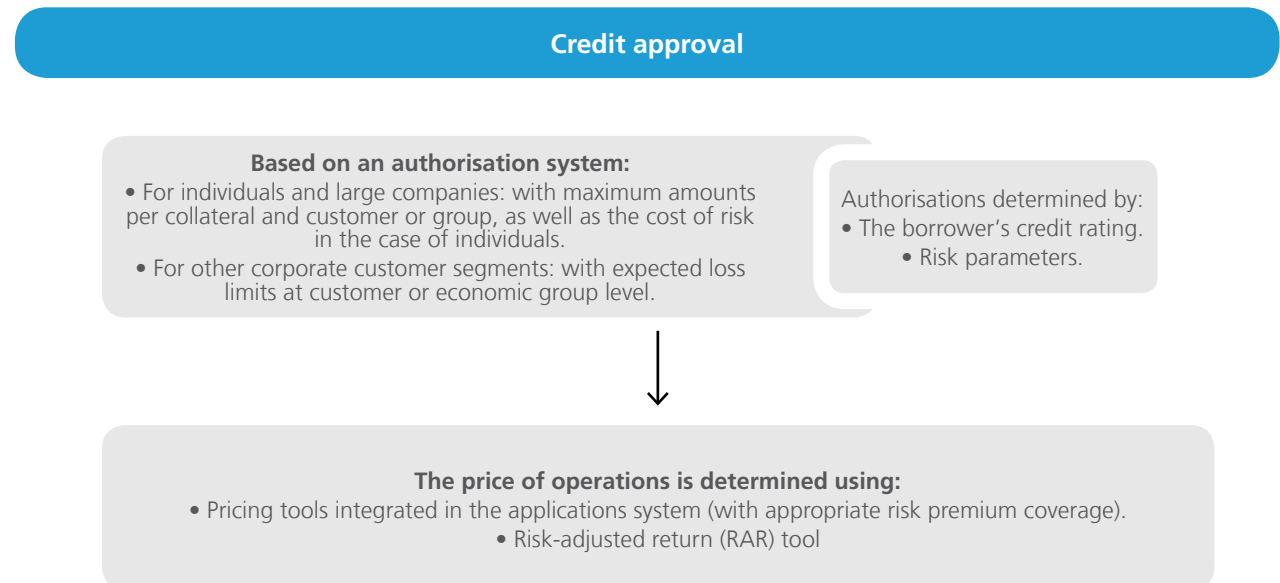 Credit approval
Based on an authorisation system:
• For individuals and large companies: with maximum amounts
per collateral and customer or group, as well as the cost of risk
in the case of individuals.
• For other corporate customer segments: with expected loss
limits at customer or economic group level.
Authorisations determined by:
• The borrower’s credit rating.
• Risk parameters.
The price of operations is determined using:
• Pricing tools integrated in the applications system (with appropriate risk premium coverage).
• Risk-adjusted return (RAR) tool